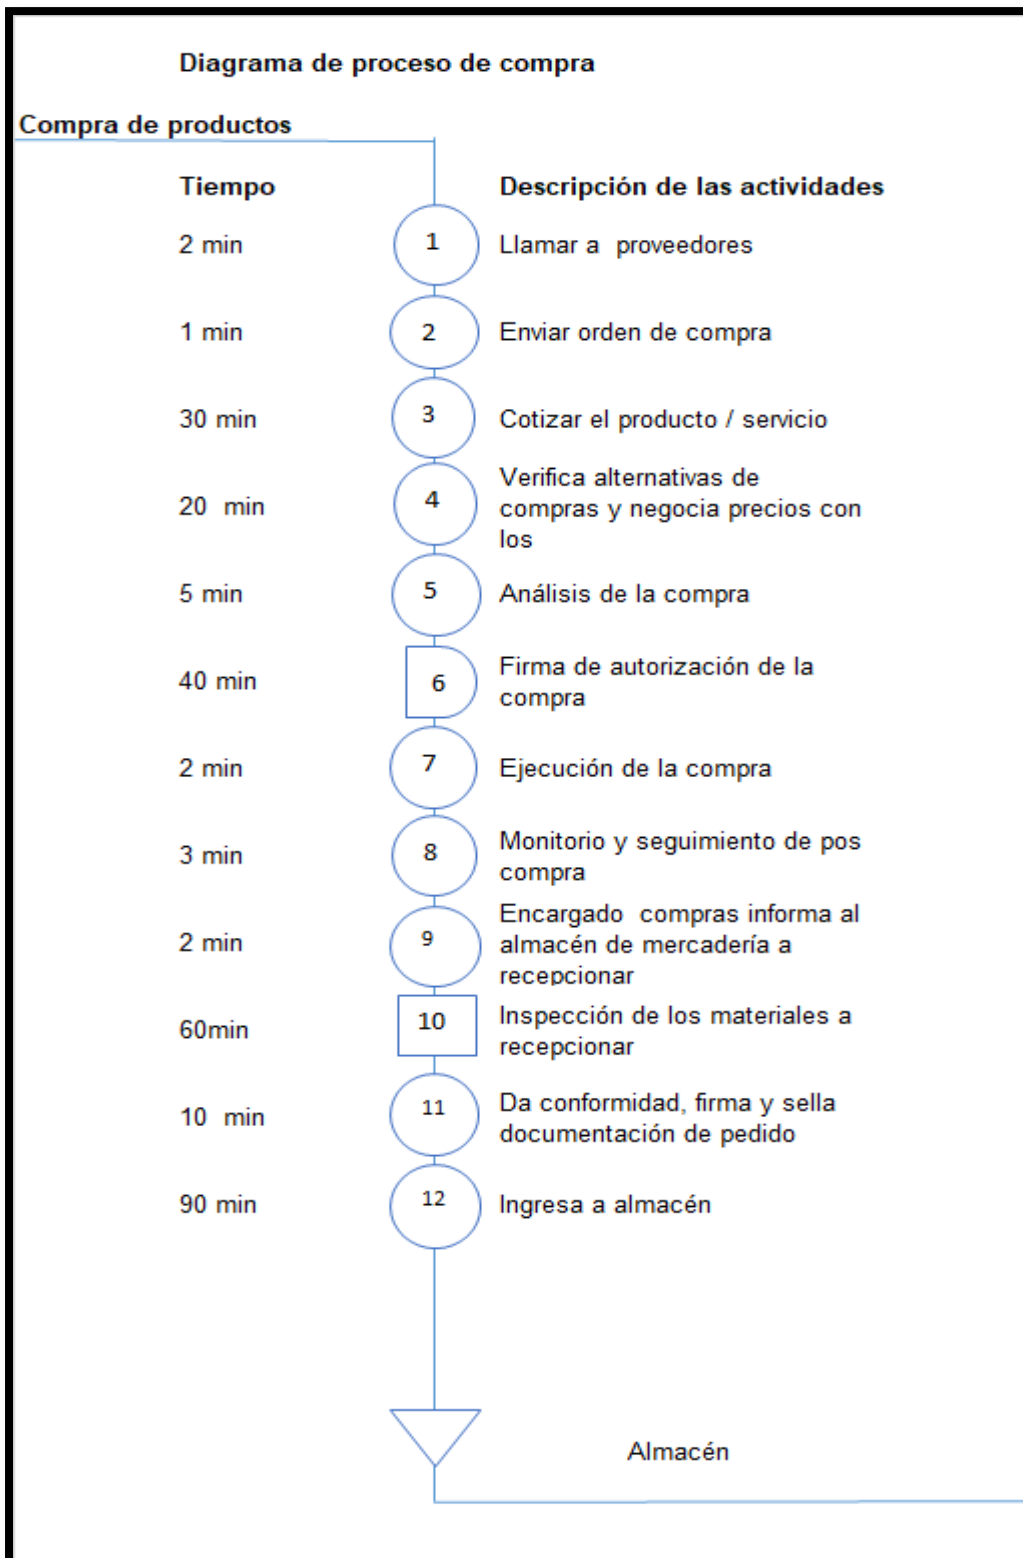 Diagrama de proceso de compra
Compra de productos
Tiempo
Descripción de las actividades
2 min
1
Llamar a proveedores
1 min
2
Enviar orden de compra
30 min
3
Cotizar el producto / servicio
20 min
4
Verifica alternativas de
compras y negocia precios con
los
5 min
5
Análisis de la compra
40 min
6
Firma de autorización de la
compra
2 min
7
Ejecución de la compra
3 min
8
Monitorio y seguimiento de pos
compra
2 min
9
Encargado compras informa al
almacén de mercadería a
recepcionar
60min
10
Inspección de los materiales a
recepcionar
10 min
11
Da conformidad, firma y sella
documentación de pedido
90 min
12
Ingresa a almacén
Almacén